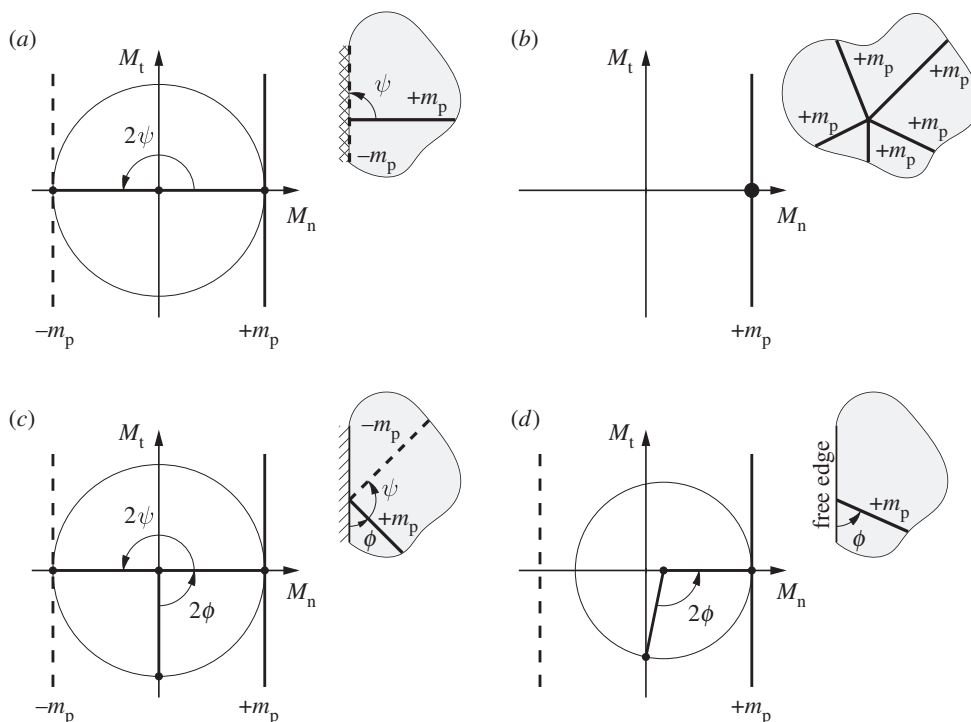 (a)
M_t
2ψ
M_n
–m_p
+m_p
ψ
+m_p
–m_p
(b)
M_t
M_n
+m_p
+m_p
+m_p
+m_p
+m_p
+m_p
(c)
M_t
2ψ
2ϕ
M_n
–m_p
+m_p
–m_p
ψ
+m_p
ϕ
(d)
M_t
2ϕ
M_n
+m_p
free edge
+m_p
ϕ